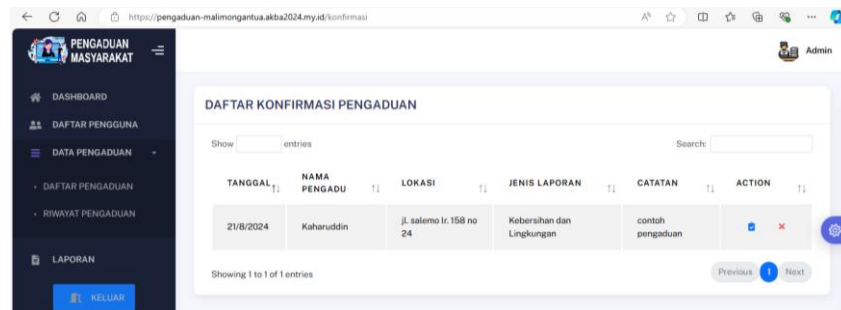 https://pengaduan-malimongantua.akba2024.my.id/konfirmasi
PENGADUAN
MASYARAKAT
Admin
DASHBOARD
DAFTAR PENGGUNA
DATA PENGADUAN
DAFTAR PENGADUAN
RIWAYAT PENGADUAN
LAPORAN
KELUAR
DAFTAR KONFIRMASI PENGADUAN
Show entries
Search:
TANGGAL NAMA PENGADU LOKASI JENIS LAPORAN CATATAN ACTION
21/8/2024 Kaharuddin jl. salemo lr. 158 no 24 Kebersihan dan Lingkungan contoh pengaduan
Showing 1 to 1 of 1 entries
Previous 1 Next